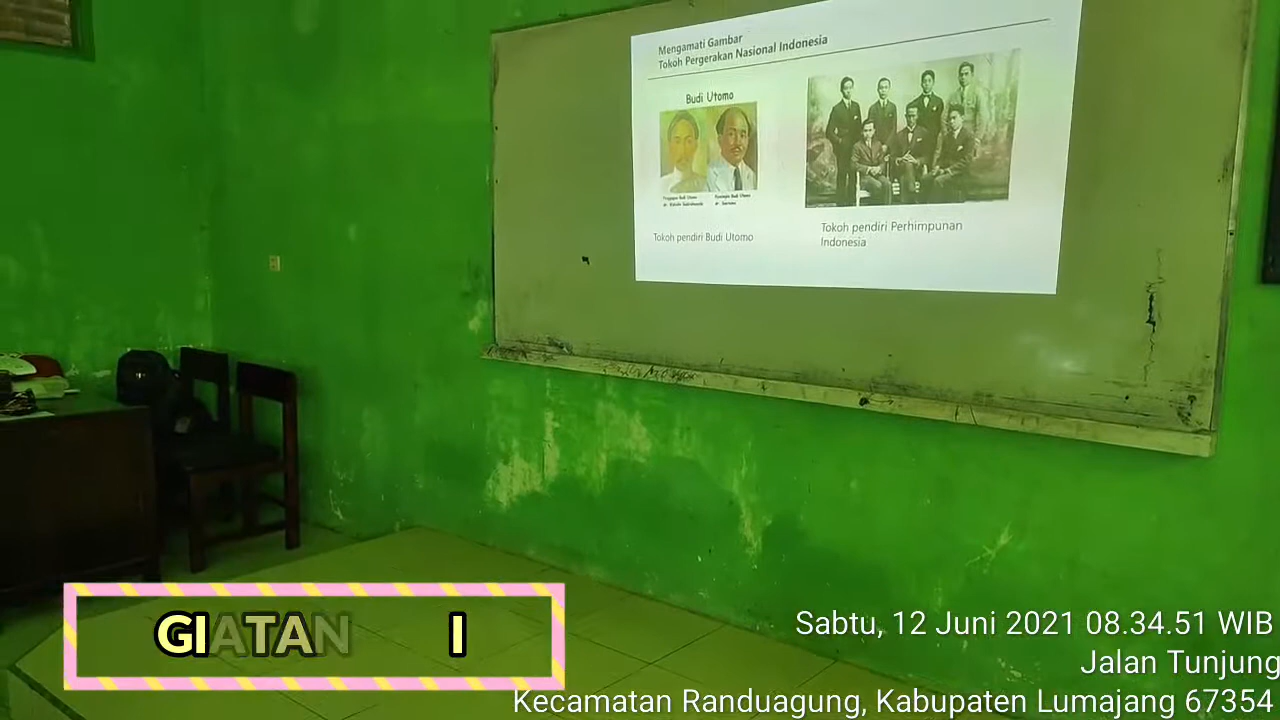 Mengamati Gambar
Tokoh Pergerakan Nasional Indonesia
Budi Utomo
Tokoh pendiri Budi Utomo
Tokoh pendiri Perhimpunan
Indonesia
GIATAN I
Sabtu, 12 Juni 2021 08.34.51 WIB
Jalan Tunjung
Kecamatan Randuagung, Kabupaten Lumajang 67354